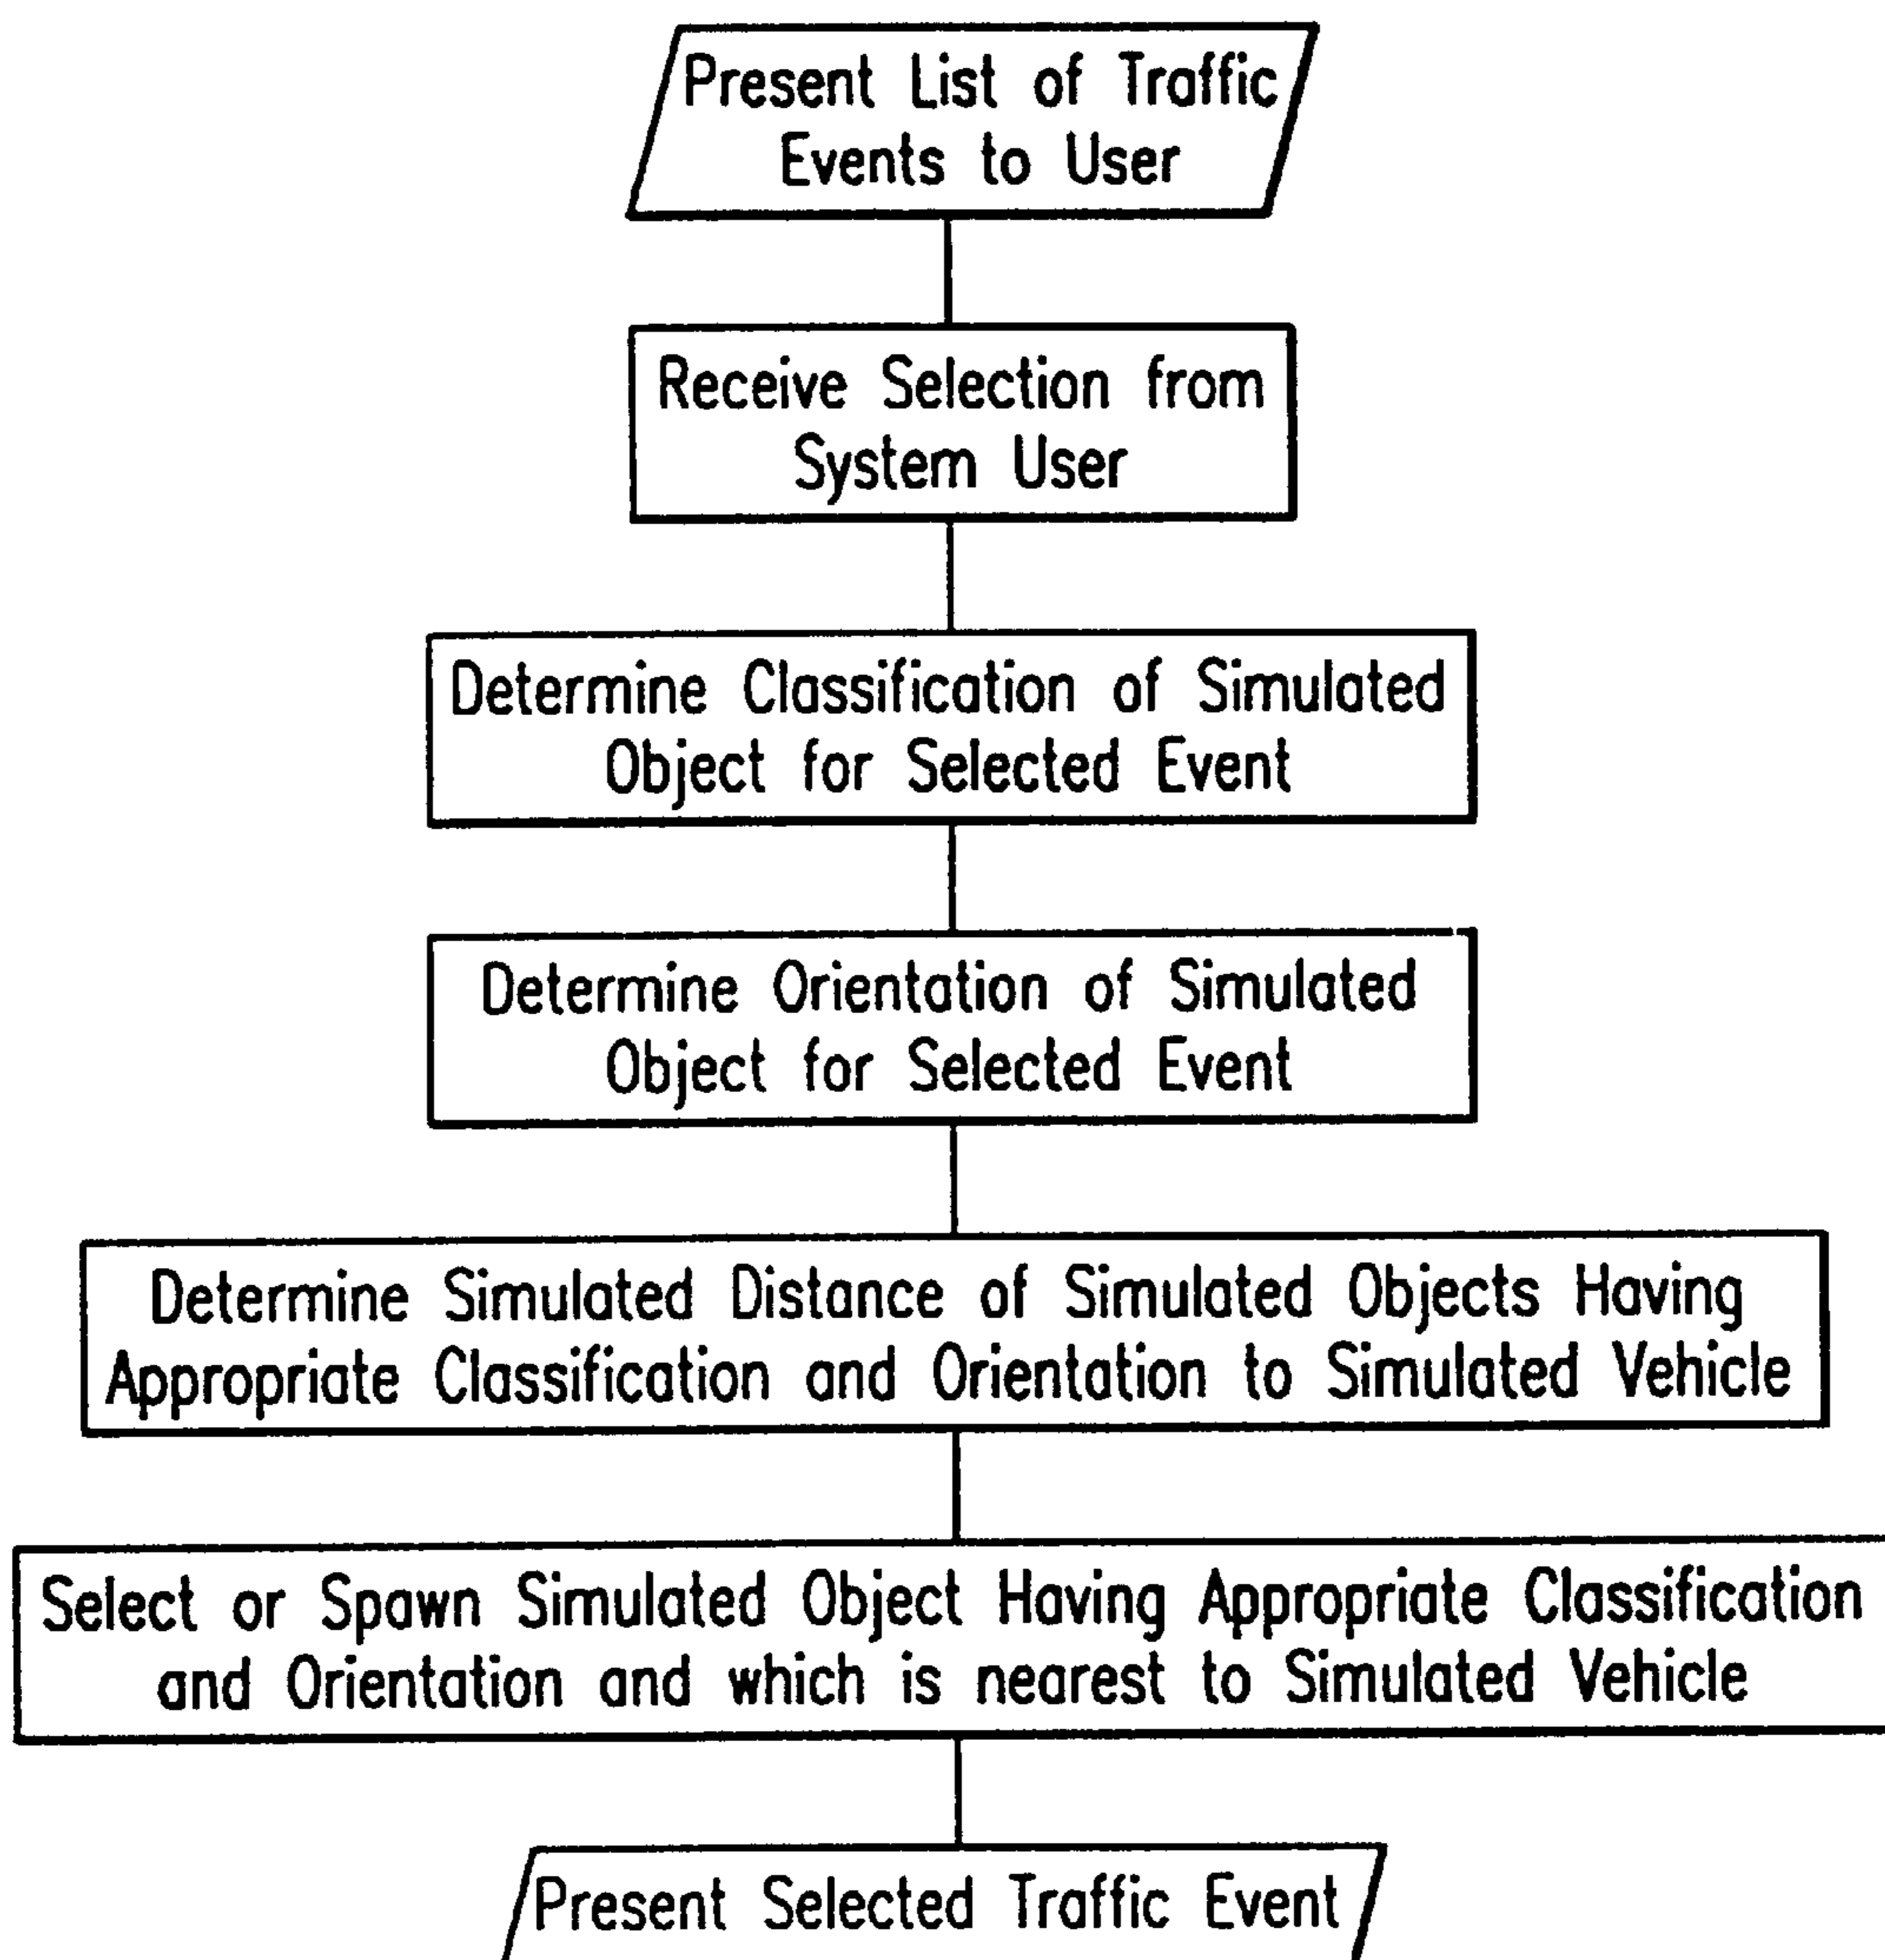 Present List of Traffic
Events to User
Receive Selection from
System User
Determine Classification of Simulated
Object for Selected Event
Determine Orientation of Simulated
Object for Selected Event
Determine Simulated Distance of Simulated Objects Having
Appropriate Classification and Orientation to Simulated Vehicle
Select or Spawn Simulated Object Having Appropriate Classification
and Orientation and which is nearest to Simulated Vehicle
Present Selected Traffic Event